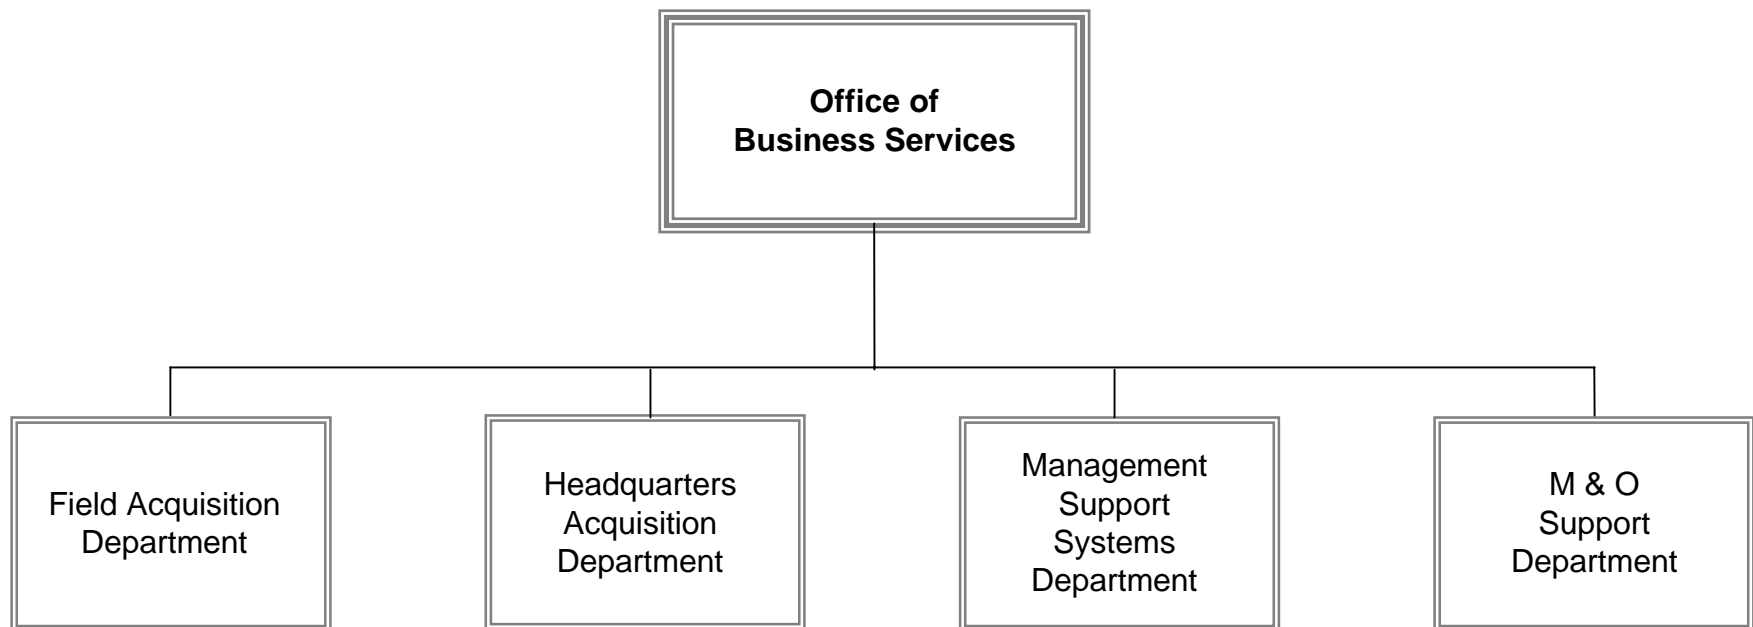 Office of
Business Services
Field Acquisition
Department
Headquarters
Acquisition
Department
Management
Support
Systems
Department
M & O
Support
Department